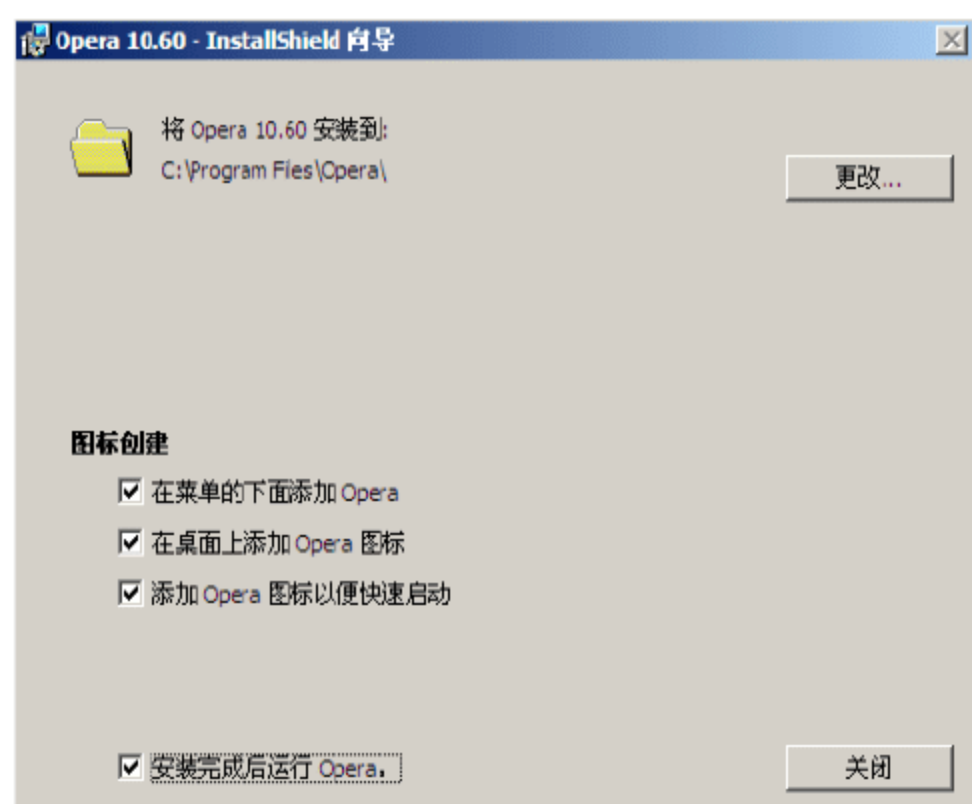 Opera 10.60 - InstallShield 向导
将 Opera 10.60 安装到:
C:\Program Files\Opera\
更改...
图标创建
在菜单的下面添加 Opera
在桌面上添加 Opera 图标
添加 Opera 图标以便快速启动
安装完成后运行 Opera。
关闭